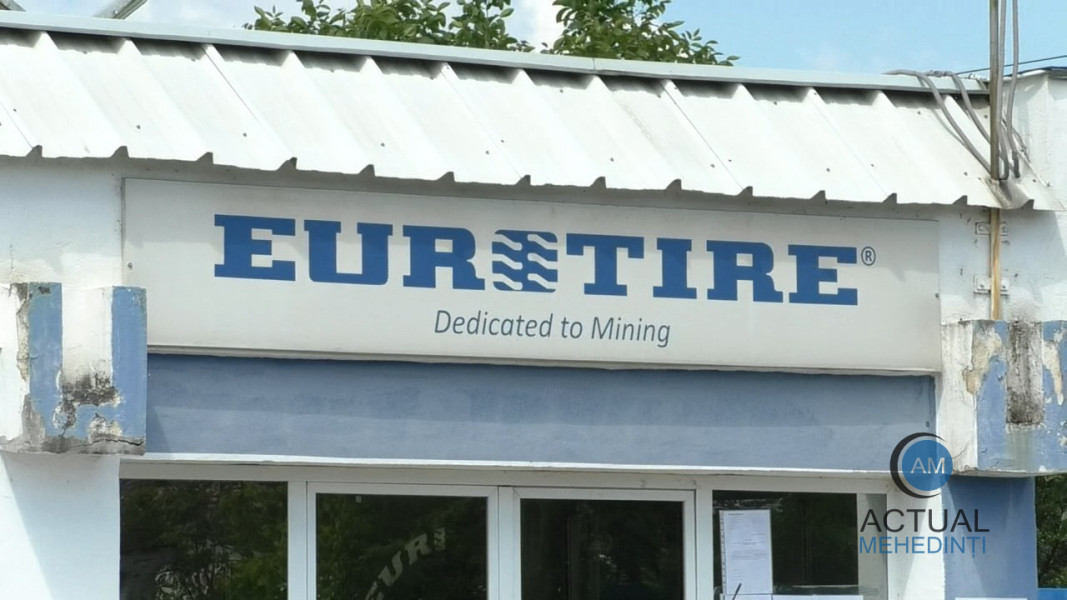 EUROTIRE®
Dedicated to Mining
AM
ACTUAL
MEHEDINȚI